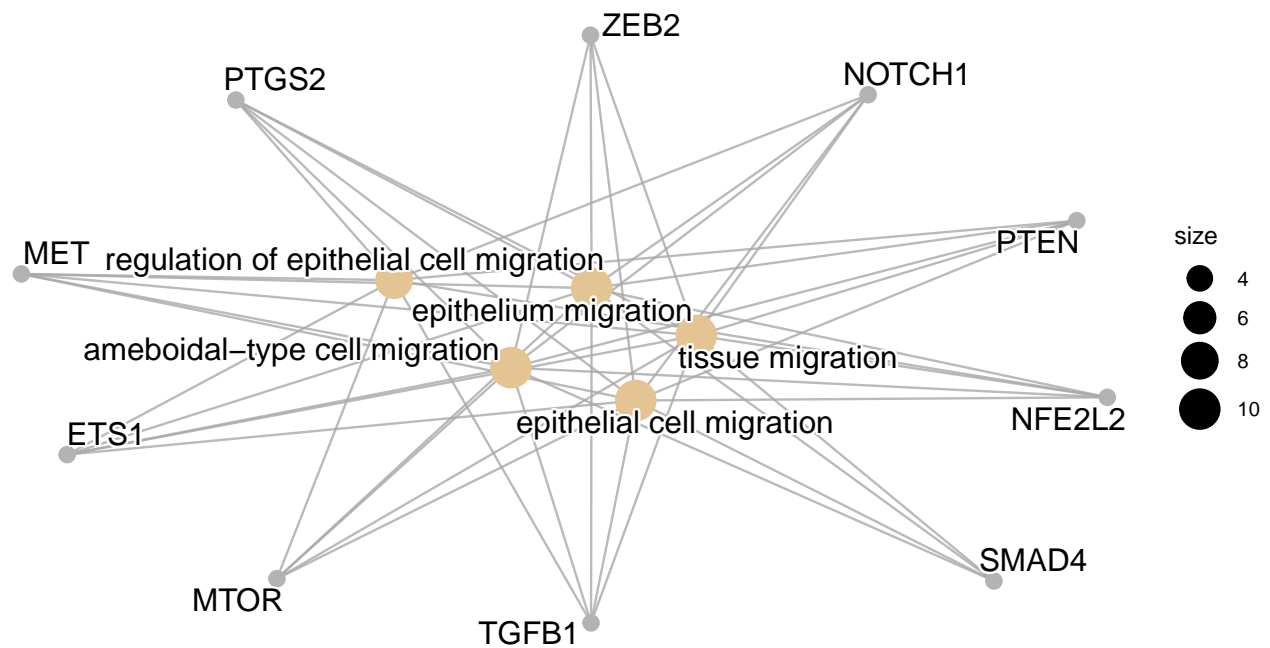 ZEB2
NOTCH1
PTGS2
PTEN
size
MET
regulation of epithelial cell migration
4
epithelium migration
6
ameboidal−type cell migration
tissue migration
8
10
NFE2L2
epithelial cell migration
ETS1
SMAD4
MTOR
TGFB1